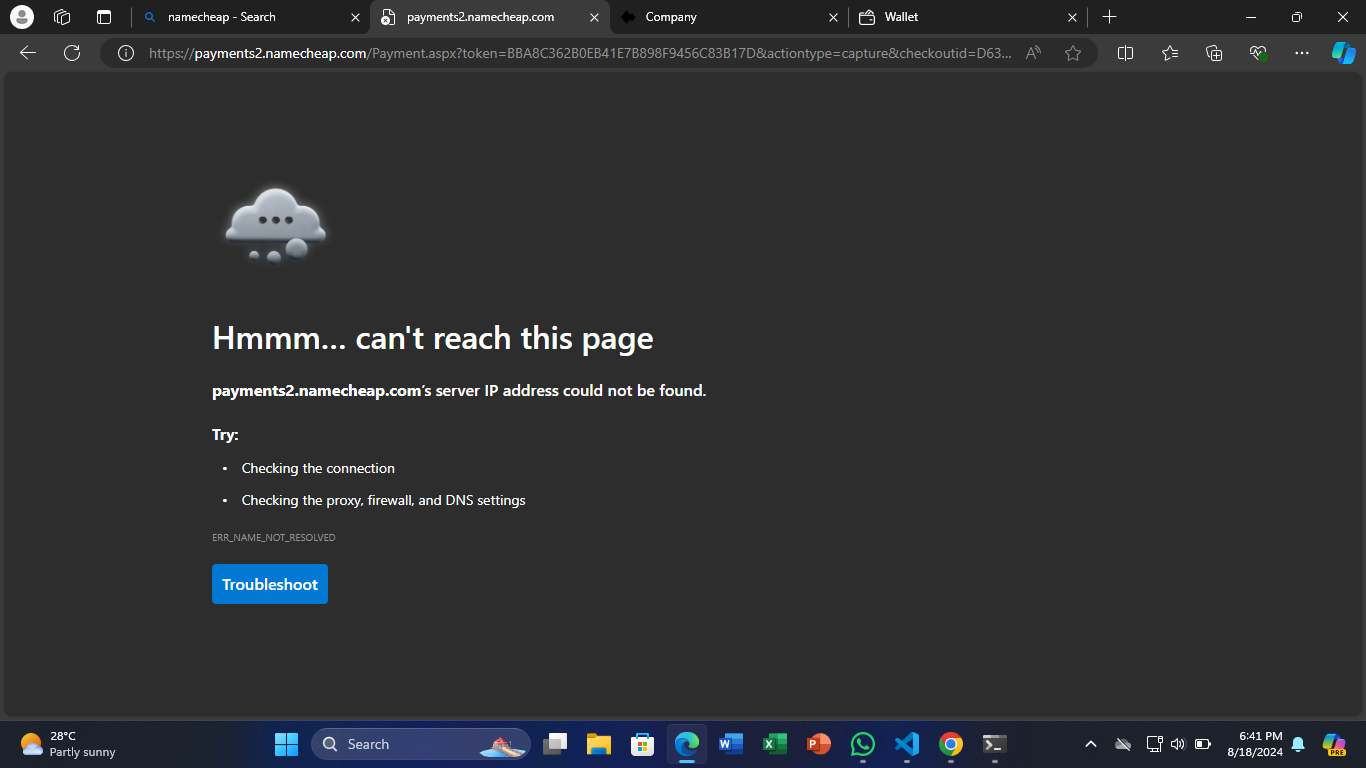 namecheap - Search
payments2.namecheap.com
Company
Wallet
https://payments2.namecheap.com/Payment.aspx?token=BBA8C362B0EB41E7B898F9456C83B17D&actiontype=capture&checkoutid=D63...
Hmmm... can't reach this page
payments2.namecheap.com's server IP address could not be found.
Try:
• Checking the connection
• Checking the proxy, firewall, and DNS settings
ERR_NAME_NOT_RESOLVED
Troubleshoot
28°C
Partly sunny
Search
6:41 PM
8/18/2024
PRE